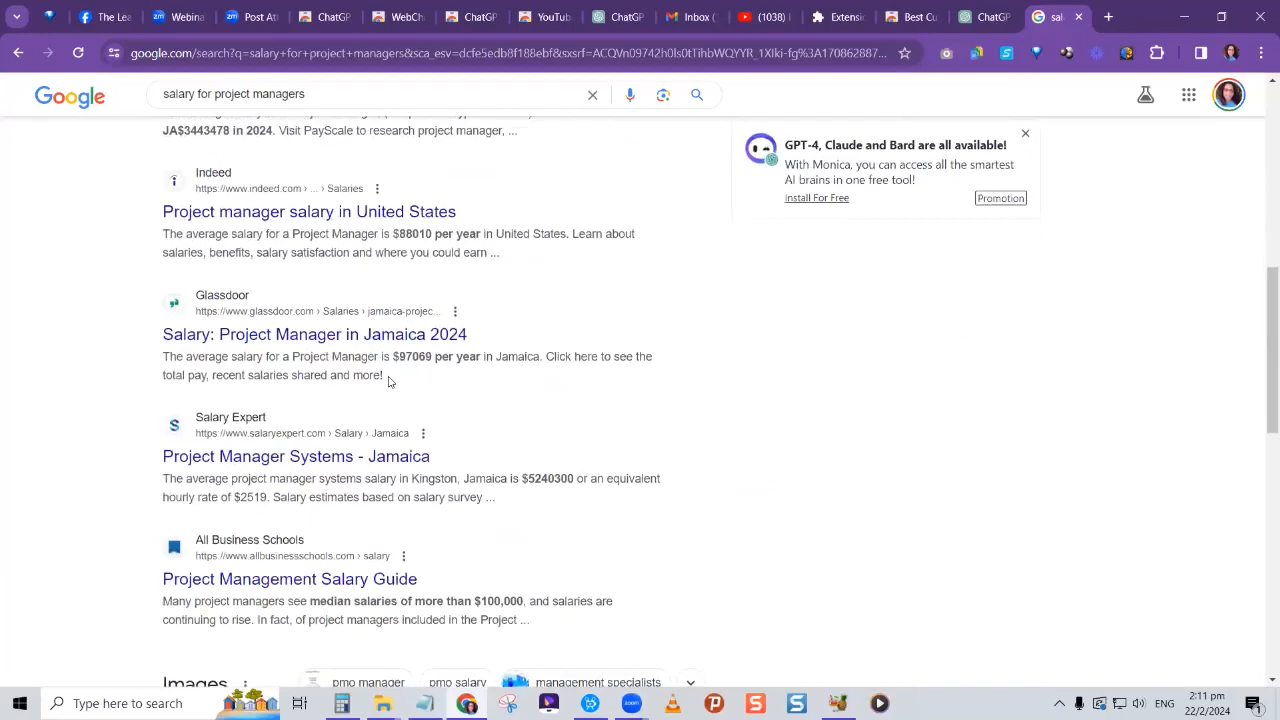 Wabinar
Mi
The Lea
Post At
WebCh
ChatGP
YouTub
ChatGP
Inbox (
(1038)
Extensic
Best Cu
ChatGP
sal
google.com/search?q=salary+for+project+managers&sca_esv=dcfe5edb8f188ebf&sxsrf=ACQVn09742h0ls0tTihbWQYYR_1XIki-fg%3A170862887...
Google
salary for project managers
JA$3443478 in 2024. Visit PayScale to research project manager, ...
GPT-4, Claude and Bard are all available!
With Monica, you can access all the smartest
AI brains in one free tool!
Install For Free
Promotion
Indeed
https://www.indeed.com › ... › Salaries
Project manager salary in United States
The average salary for a Project Manager is $88010 per year in United States. Learn about
salaries, benefits, salary satisfaction and where you could earn ...
Glassdoor
https://www.glassdoor.com › Salaries › jamaica-projec...
Salary: Project Manager in Jamaica 2024
The average salary for a Project Manager is $97069 per year in Jamaica. Click here to see the
total pay, recent salaries shared and more!
Salary Expert
https://www.salaryexpert.com › Salary › Jamaica
Project Manager Systems - Jamaica
The average project manager systems salary in Kingston, Jamaica is $5240300 or an equivalent
hourly rate of $2519. Salary estimates based on salary survey ...
All Business Schools
https://www.allbusinessschools.com › salary
Project Management Salary Guide
Many project managers see median salaries of more than $100,000, and salaries are
continuing to rise. In fact, of project managers included in the Project ...
Images
pmo manager
pmo salary
management specialists
Type here to search
2:11 pm
22/2/2024